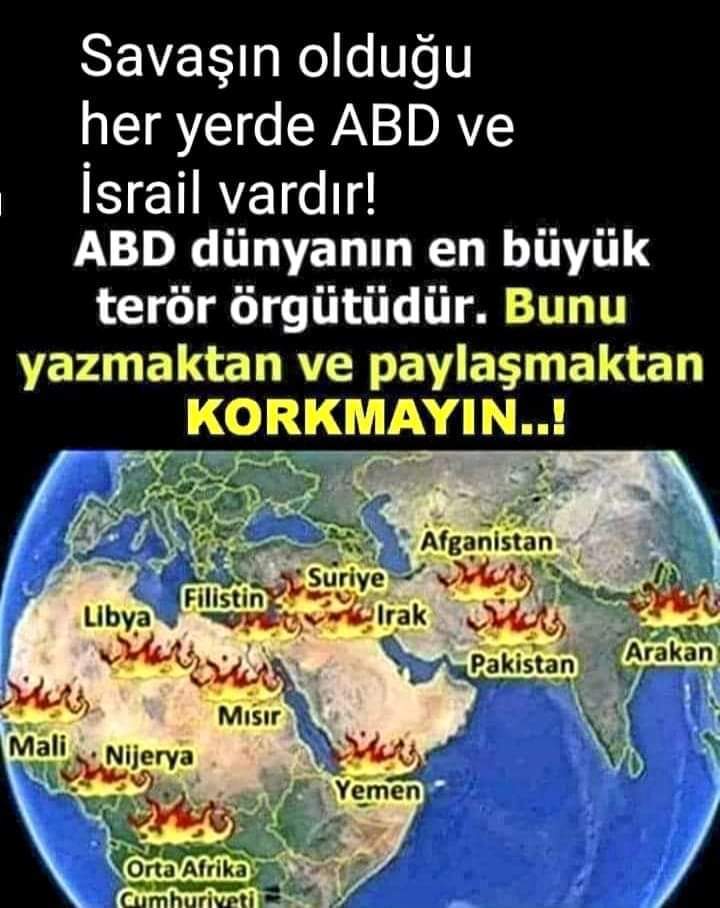 Savaşın olduğu
her yerde ABD ve
İsrail vardır!
ABD dünyanın en büyük
terör örgütüdür. Bunu
yazmaktan ve paylaşmaktan
KORKMAYIN..!
Afganistan
Suriye
Filistin
Libya
Irak
Arakan
Pakistan
Mısır
Mali
Nijerya
Yemen
Orta Afrika
Cumhuriyeti